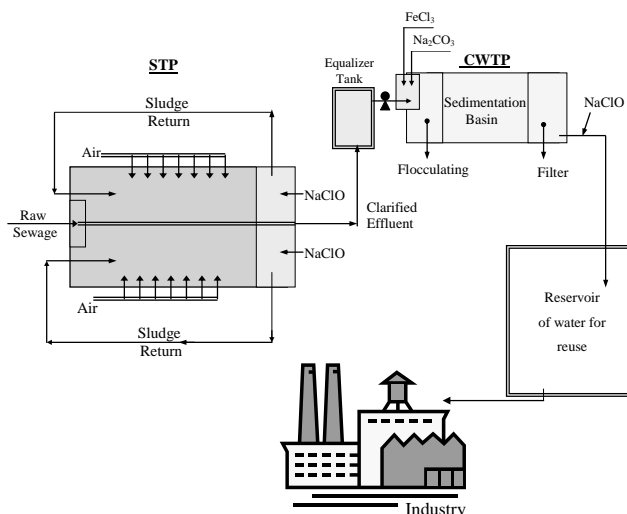 FeCl₃
Na₂CO₃
STP
CWTP
Equalizer
Tank
Sludge
Return
Sedimentation
Basin
NaClO
Air
Flocculating
Filter
NaClO
Raw
Sewage
Clarified
Effluent
NaClO
Air
Sludge
Return
Reservoir
of water for
reuse
Industry